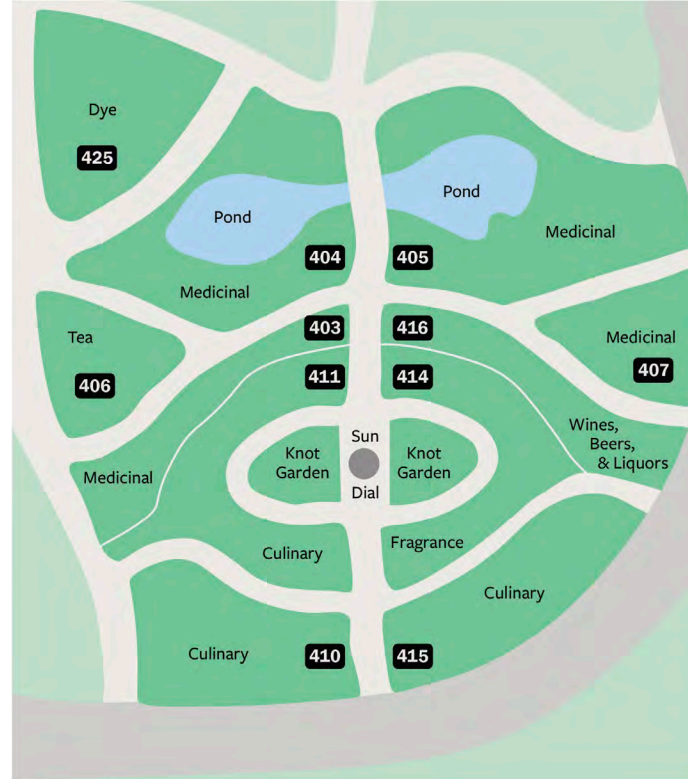 Dye
425
Pond
Pond
404
405
Medicinal
Medicinal
403
416
Tea
406
Medicinal
407
411
414
Wines,
Beers,
& Liquors
Sun
Knot
Garden
Knot
Garden
Dial
Medicinal
Culinary
Fragrance
Culinary
Culinary
410
415